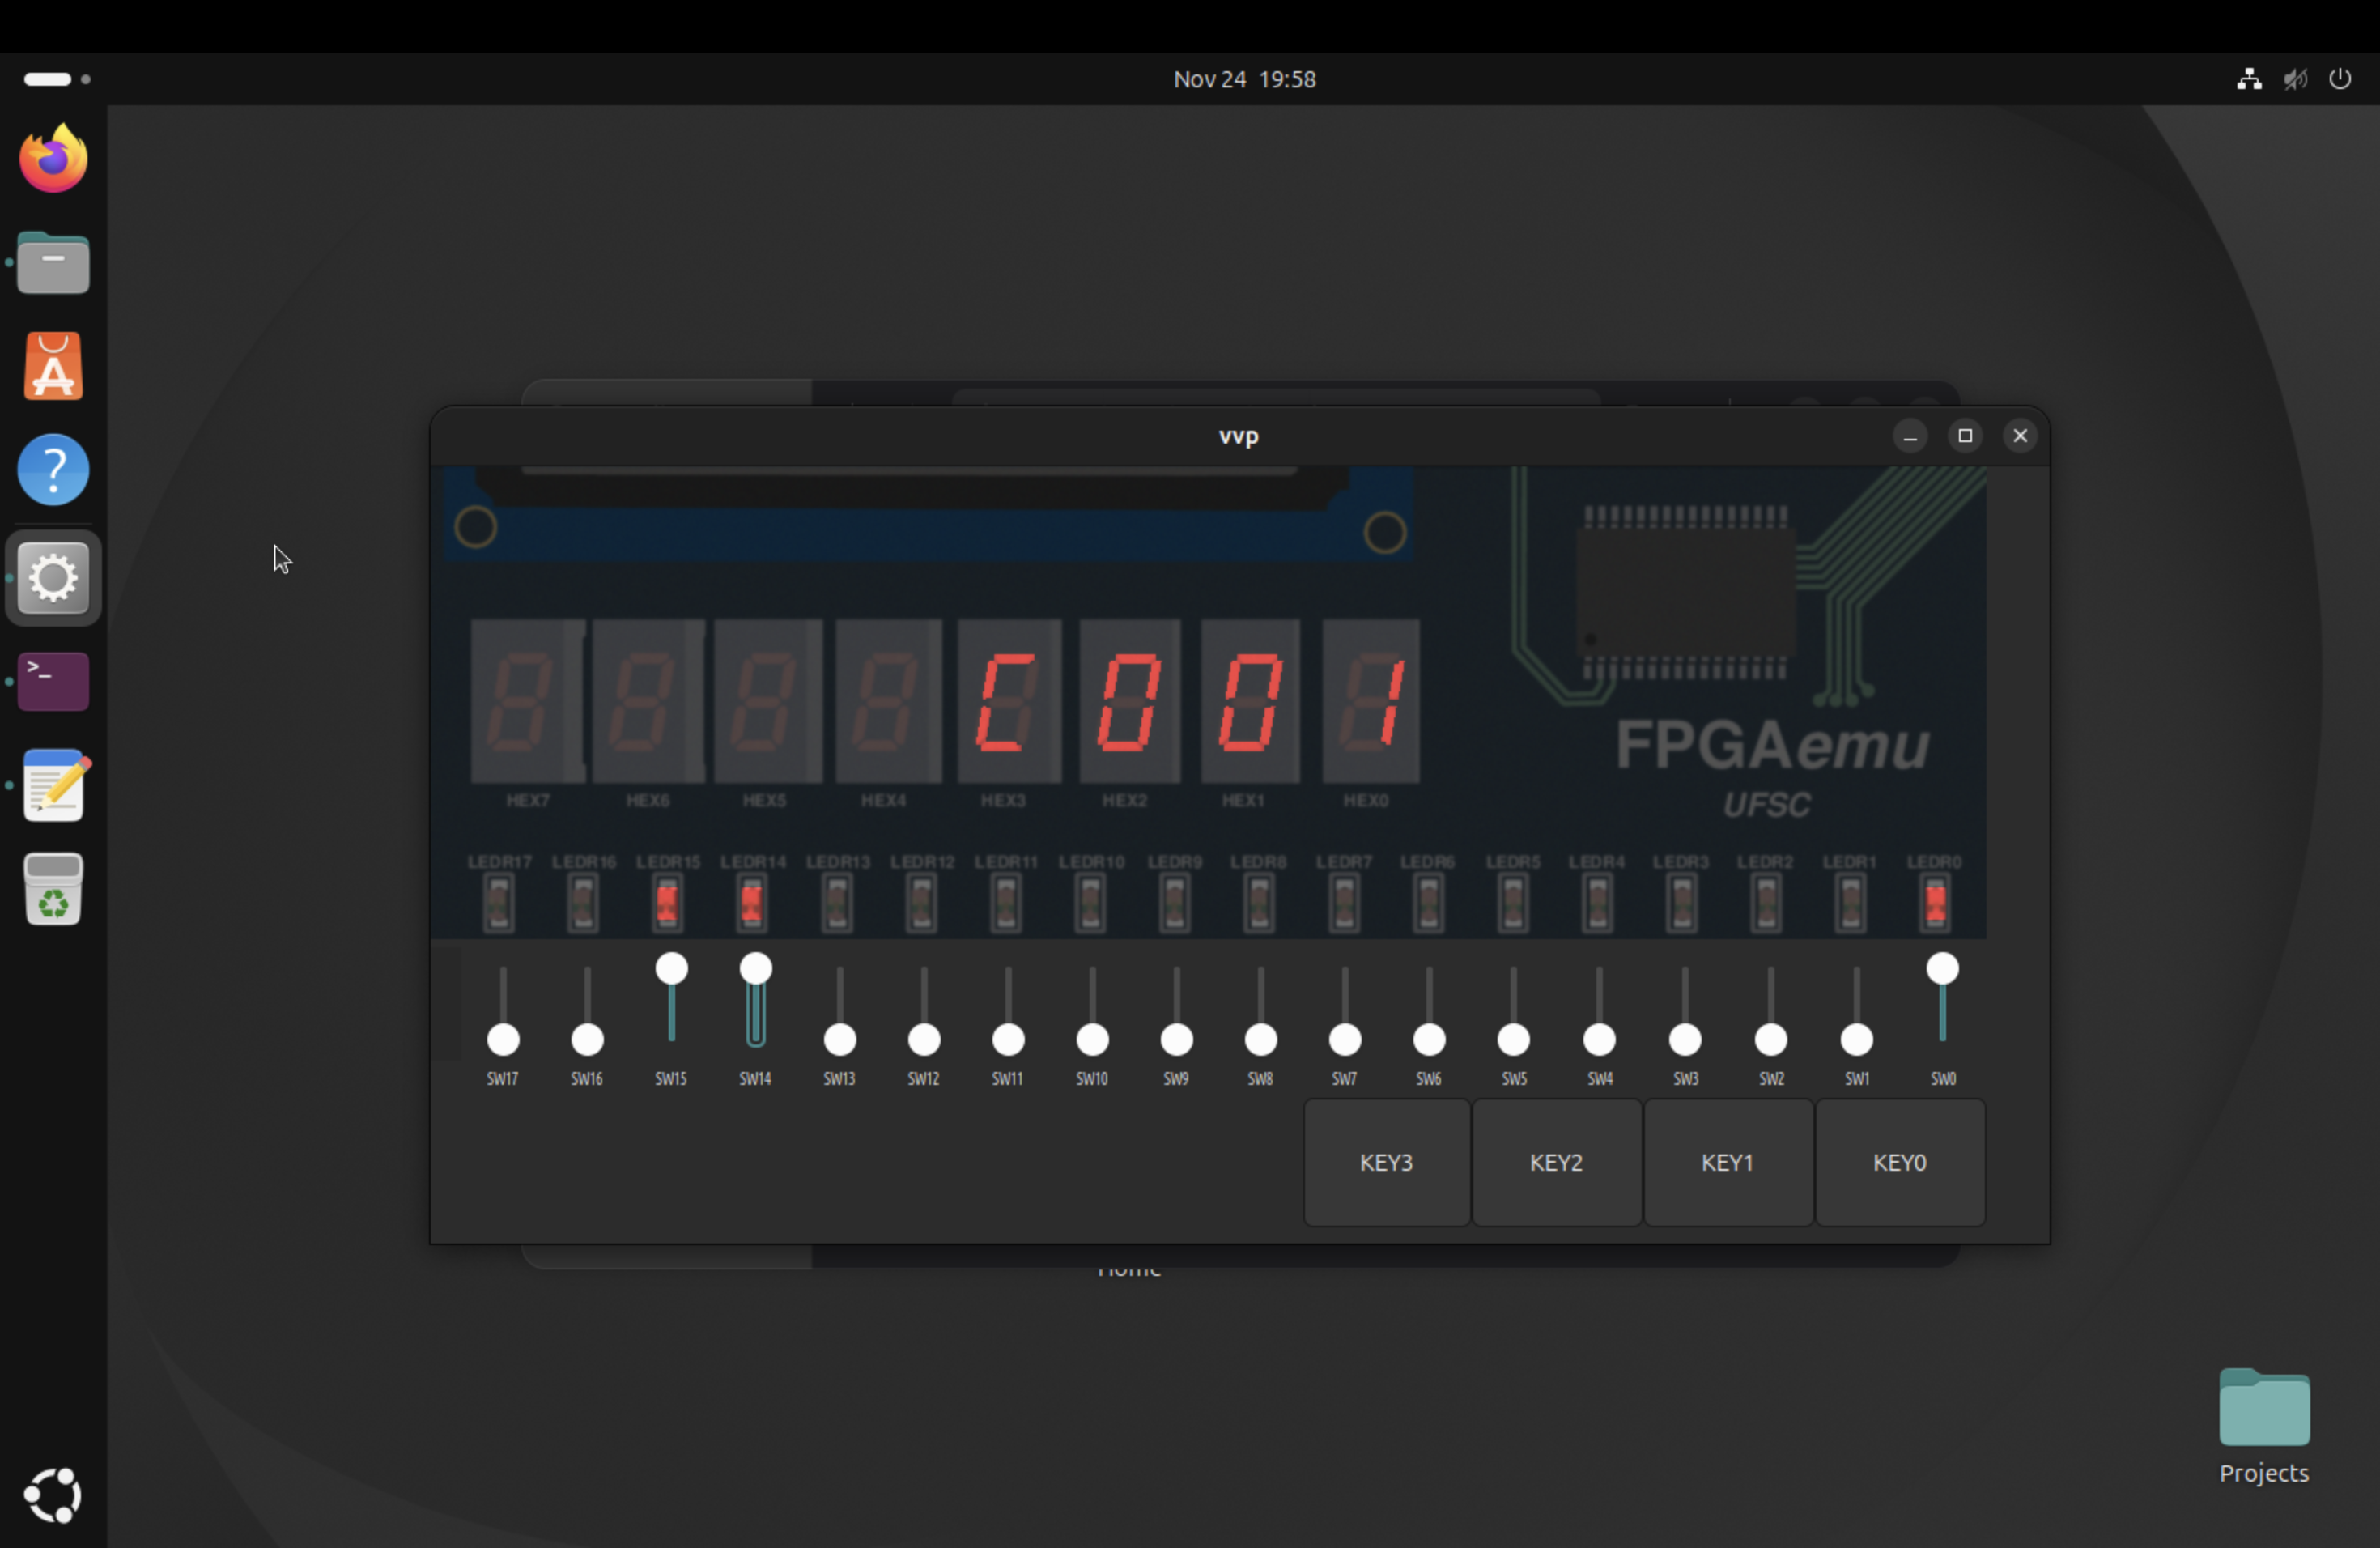 Nov 24 19:58
vvp
C001
FPGAemu
UFSC
HEX7 HEX6 HEX5 HEX4 HEX3 HEX2 HEX1 HEX0
LEDR17 LEDR16 LEDR15 LEDR14 LEDR13 LEDR12 LEDR11 LEDR10 LEDR9 LEDR8 LEDR7 LEDR6 LEDR5 LEDR4 LEDR3 LEDR2 LEDR1 LEDR0
SW17 SW16 SW15 SW14 SW13 SW12 SW11 SW10 SW9 SW8 SW7 SW6 SW5 SW4 SW3 SW2 SW1 SW0
KEY3 KEY2 KEY1 KEY0
Home
Projects